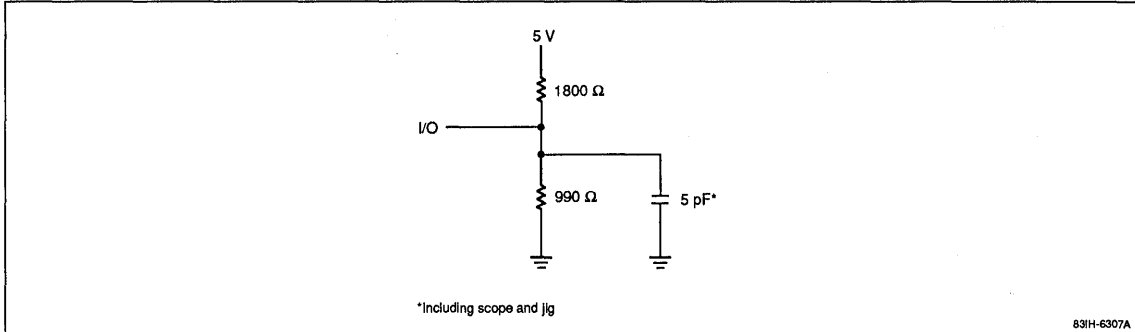 5 V
1800 Ω
I/O
990 Ω
5 pF*
*Including scope and jig
83IH-6307A